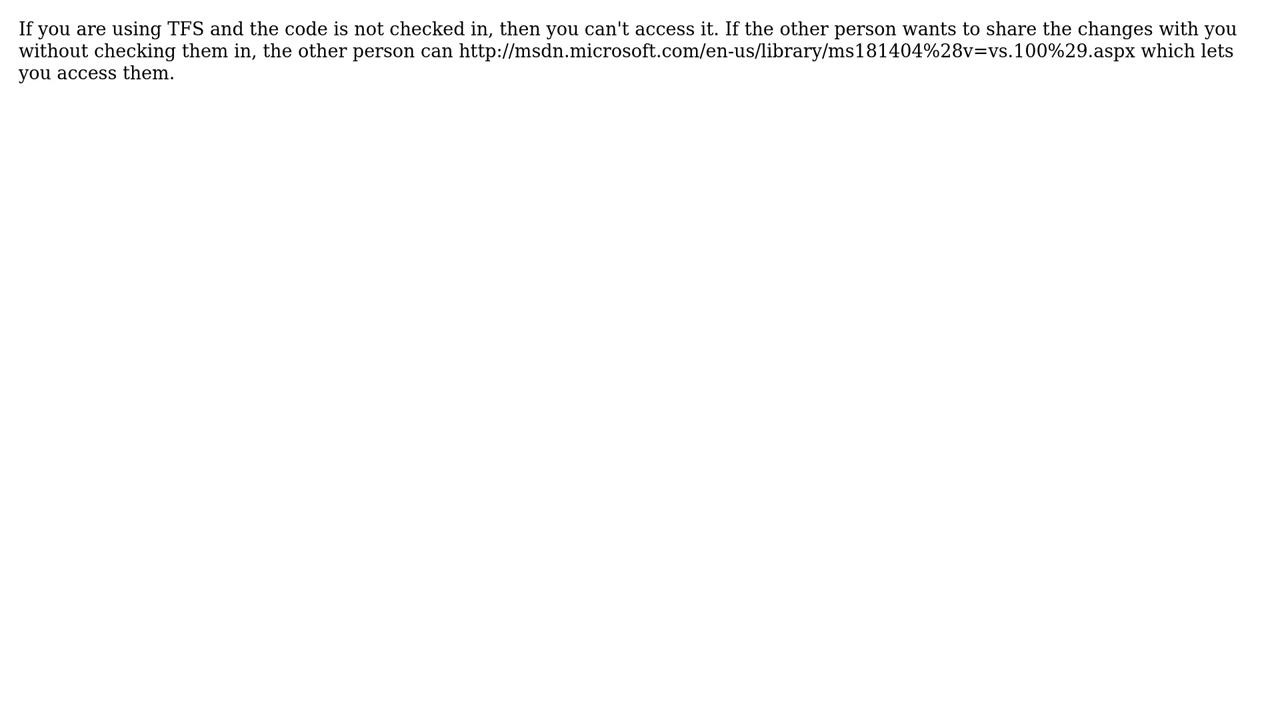 If you are using TFS and the code is not checked in, then you can't access it. If the other person wants to share the changes with you
without checking them in, the other person can http://msdn.microsoft.com/en-us/library/ms181404%28v=vs.100%29.aspx which lets
you access them.